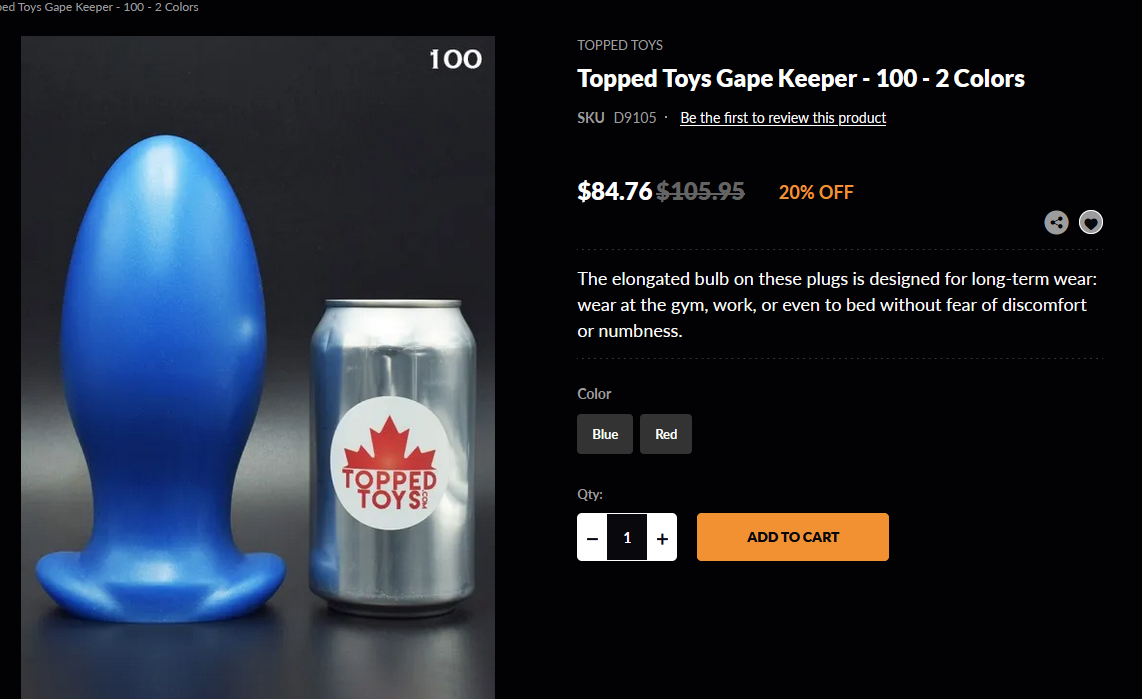 ped Toys Gape Keeper - 100 - 2 Colors
100
TOPPED
TOYS.COM
TOPPED TOYS
Topped Toys Gape Keeper - 100 - 2 Colors
SKU D9105 · Be the first to review this product
$84.76 $105.95 20% OFF
The elongated bulb on these plugs is designed for long-term wear:
wear at the gym, work, or even to bed without fear of discomfort
or numbness.
Color
Blue Red
Qty:
− 1 + ADD TO CART